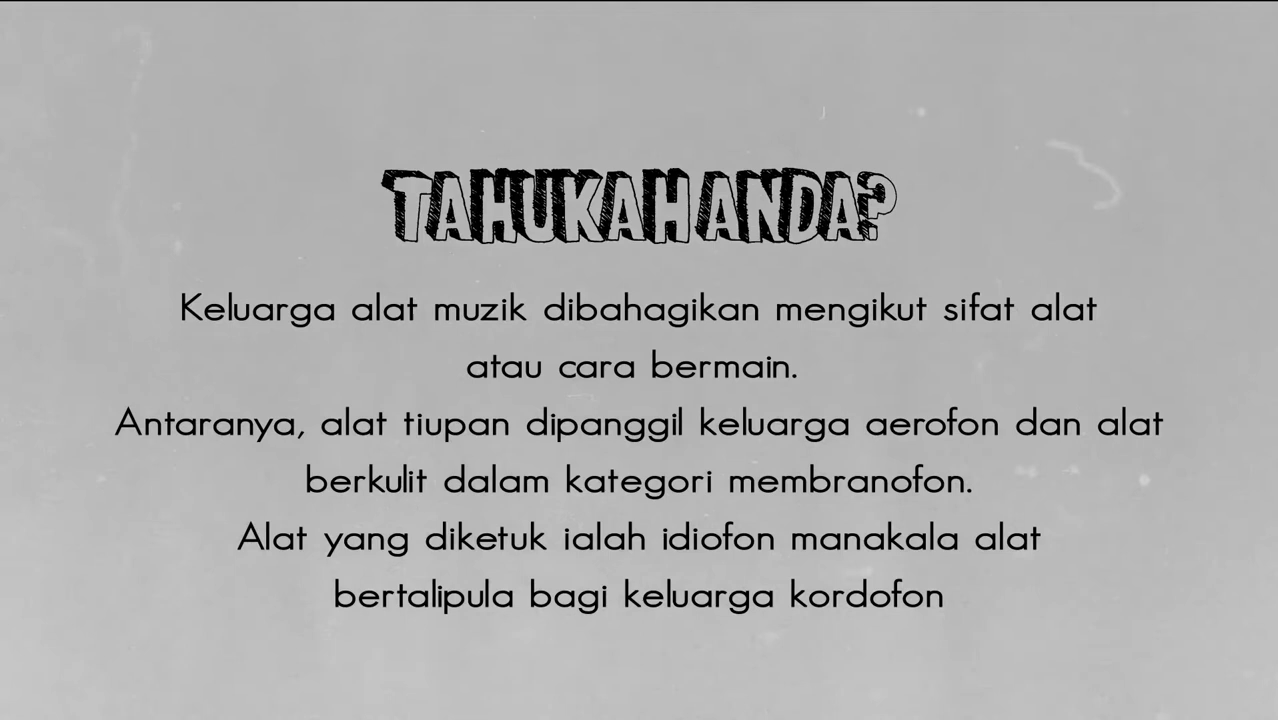 TAHUKAH ANDA?
Keluarga alat muzik dibahagikan mengikut sifat alat
atau cara bermain.
Antaranya, alat tiupan dipanggil keluarga aerofon dan alat
berkulit dalam kategori membranofon.
Alat yang diketuk ialah idiofon manakala alat
bertalipula bagi keluarga kordofon